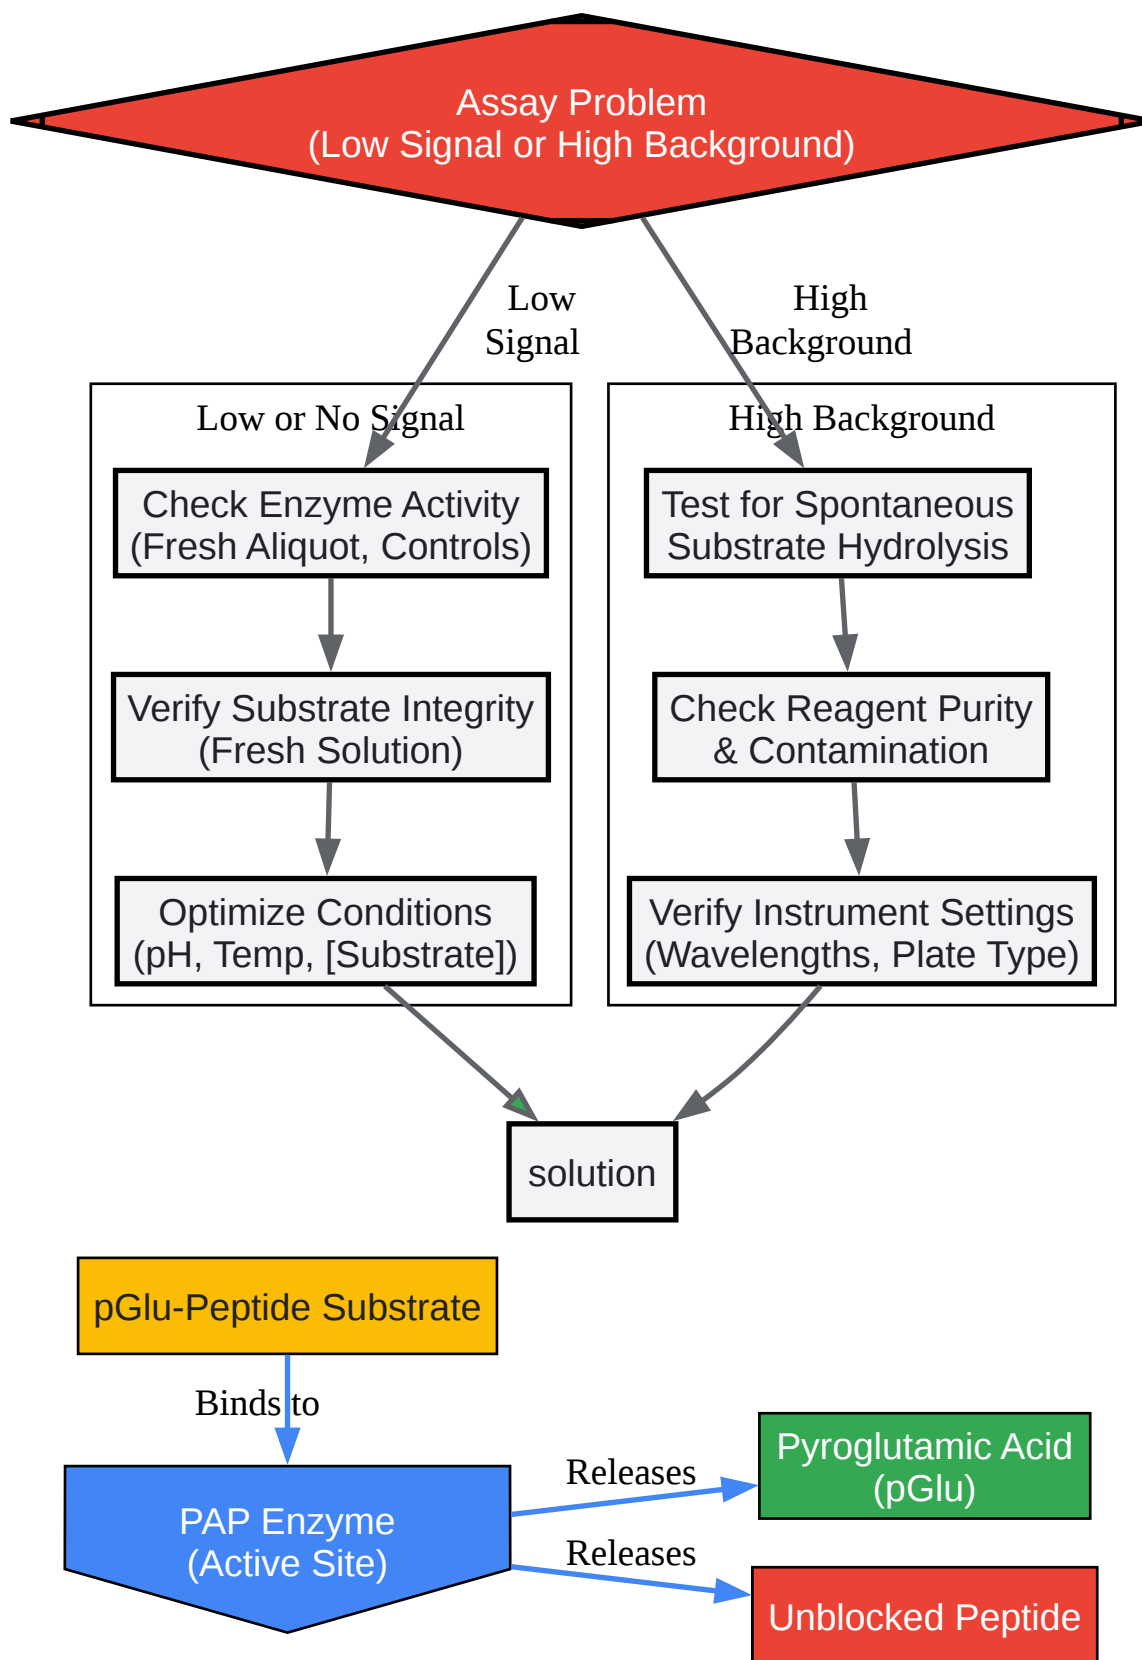 Assay Problem
(Low Signal or High Background)
Low
Signal
High
Background
Low or No Signal
High Background
Check Enzyme Activity
(Fresh Aliquot, Controls)
Test for Spontaneous
Substrate Hydrolysis
Verify Substrate Integrity
(Fresh Solution)
Check Reagent Purity
& Contamination
Optimize Conditions
(pH, Temp, [Substrate])
Verify Instrument Settings
(Wavelengths, Plate Type)
solution
pGlu-Peptide Substrate
Binds to
PAP Enzyme
(Active Site)
Releases
Pyroglutamic Acid
(pGlu)
Releases
Unblocked Peptide